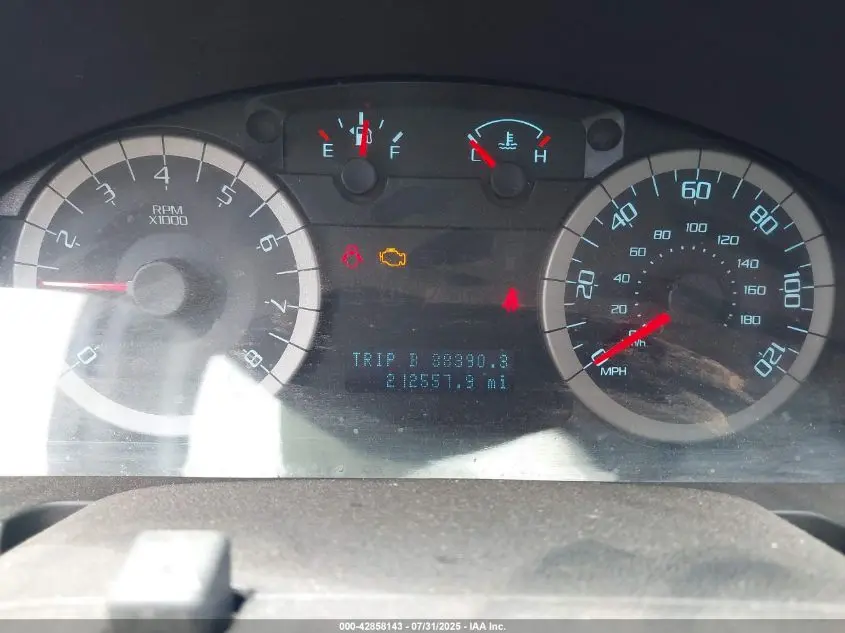 E F
C H
RPM
X1000
0 2 3 4 5 6 7 8
0 20 40 60 80 100 120
20 40 60 80 100 120 140 160 180
MPH
TRIP B 38390.3
212557.9 mi
000-42858143 - 07/31/2025 - IAA Inc.